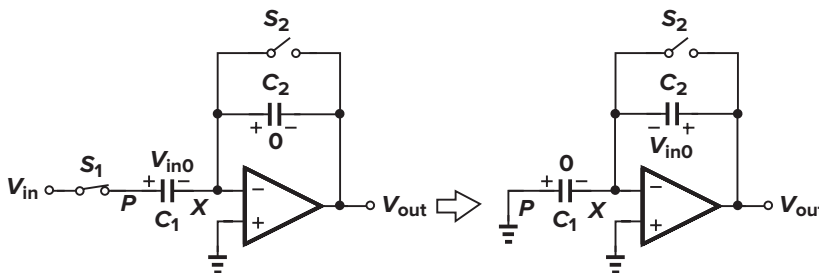 S2
S2
C2
C2
+ −
− +
0
Vin0
Vin
S1
+ Vin0 −
−
Vout
+ 0 −
−
Vout
P
C1
X
+
P
C1
X
+